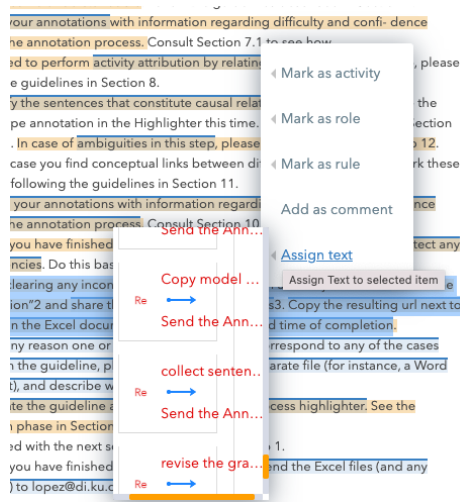 your annotations with information regarding difficulty and confi- dence
he annotation process. Consult Section 7.1 to see how
ed to perform activity attribution by relating , please
e guidelines in Section 8.
y the sentences that constitute causal relat the
pe annotation in the Highlighter this time. ection
. In case of ambiguities in this step, please o 12.
case you find conceptual links between di rk these
following the guidelines in Section 11.
your annotations with information regardi ence
he annotation process. Consult Section 10
you have finished tect any
ncies. Do this ba
learing any incon e
ion”2 and share th s3. Copy the resulting url next to
n the Excel docum d time of completion.
ny reason one or rrespond to any of the cases
n the guideline, pl arate file (for instance, a Word
t), and describe w
te the guideline a cess highlighter. See the
n phase in Section
ed with the next s 1.
you have finished end the Excel files (and any
) to lopez@di.ku.d
Mark as activity
Mark as role
Mark as rule
Add as comment
Assign text
Assign Text to selected item
Send the Ann...
Copy model ...
Re
Send the Ann...
collect senten...
Re
Send the Ann...
revise the gra...
Re